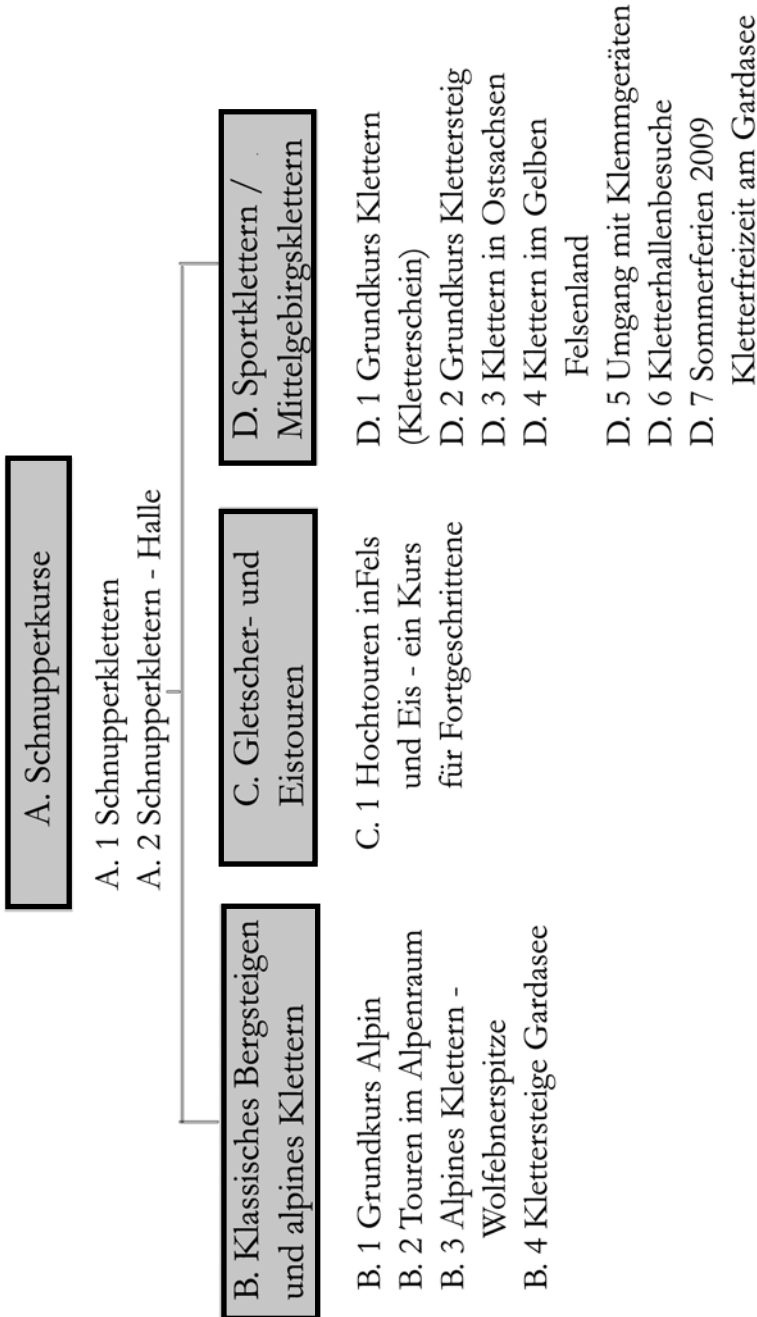 A. Schnupperkurse
A. 1 Schnupperklettern
A. 2 Schnupperkletern - Halle
B. Klassisches Bergsteigen
und alpines Klettern
B. 1 Grundkurs Alpin
B. 2 Touren im Alpenraum
B. 3 Alpines Klettern -
Wolfebnerspitze
B. 4 Klettersteige Gardasee
C. Gletscher- und
Eistouren
C. 1 Hochtouren inFels
und Eis - ein Kurs
für Fortgeschrittene
D. Sportklettern /
Mittelgebirgsklettern
D. 1 Grundkurs Klettern
(Kletterschein)
D. 2 Grundkurs Klettersteig
D. 3 Klettern in Ostsachsen
D. 4 Klettern im Gelben
Felsenland
D. 5 Umgang mit Klemmgeräten
D. 6 Kletterhallenbesuche
D. 7 Sommerferien 2009
Kletterfreizeit am Gardasee